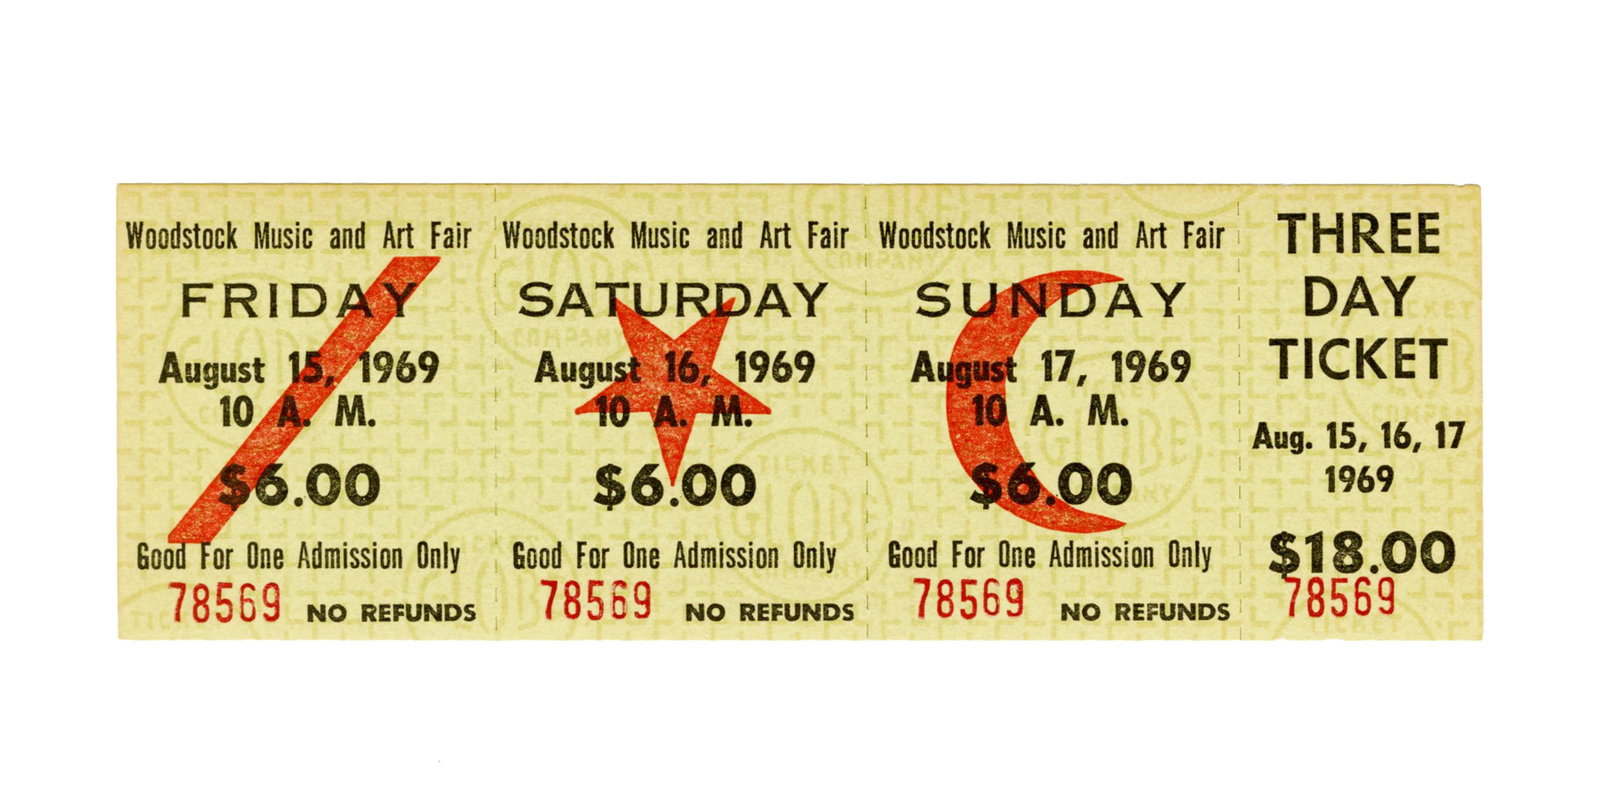 Woodstock Music and Art Fair
FRIDAY
August 15, 1969
10 A. M.
$6.00
Good For One Admission Only
78569 NO REFUNDS
Woodstock Music and Art Fair
SATURDAY
August 16, 1969
10 A. M.
$6.00
Good For One Admission Only
78569 NO REFUNDS
Woodstock Music and Art Fair
SUNDAY
August 17, 1969
10 A. M.
$6.00
Good For One Admission Only
78569 NO REFUNDS
THREE
DAY
TICKET
Aug. 15, 16, 17
1969
$18.00
78569